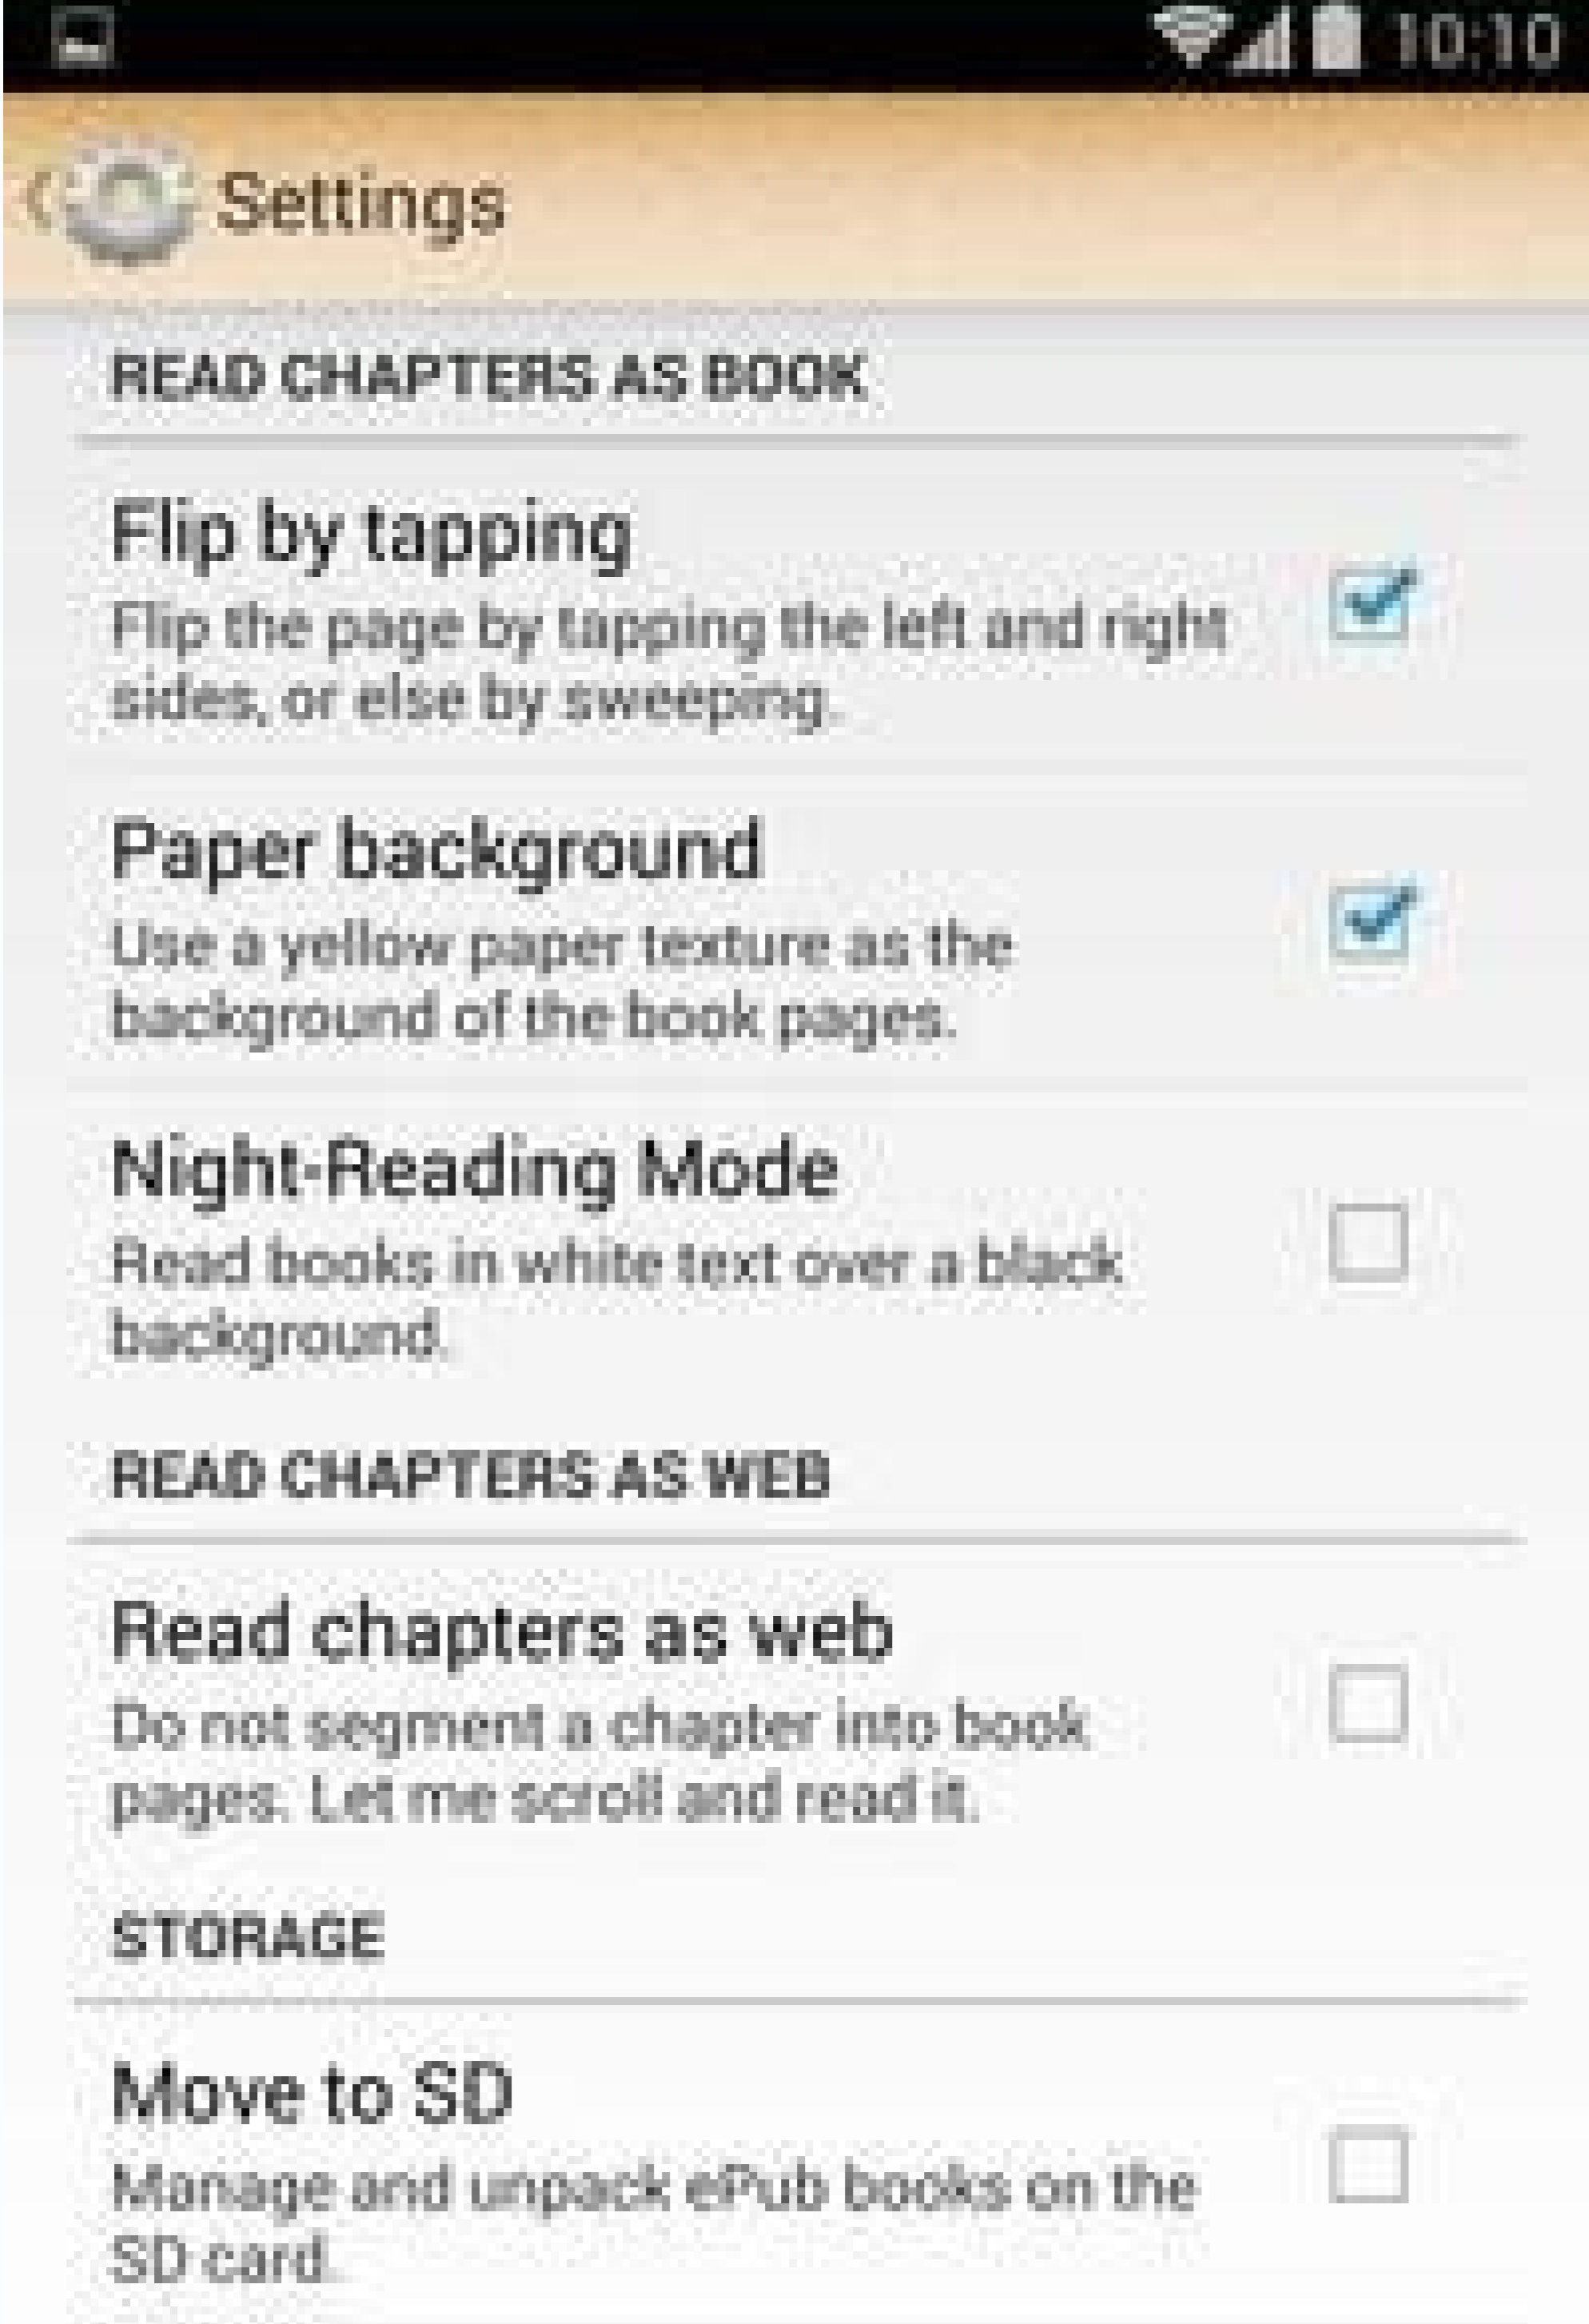 10:10
Settings
READ CHAPTERS AS BOOK
Flip by tapping
Flip the page by tapping the left and right
sides, or else by sweeping.
Paper background
Use a yellow paper texture as the
background of the book pages.
Night-Reading Mode
Read books in white text over a black
background.
READ CHAPTERS AS WEB
Read chapters as web
Do not segment a chapter into book
pages. Let me scroll and read it.
STORAGE
Move to SD
Manage and unpack ePub books on the
SD card.